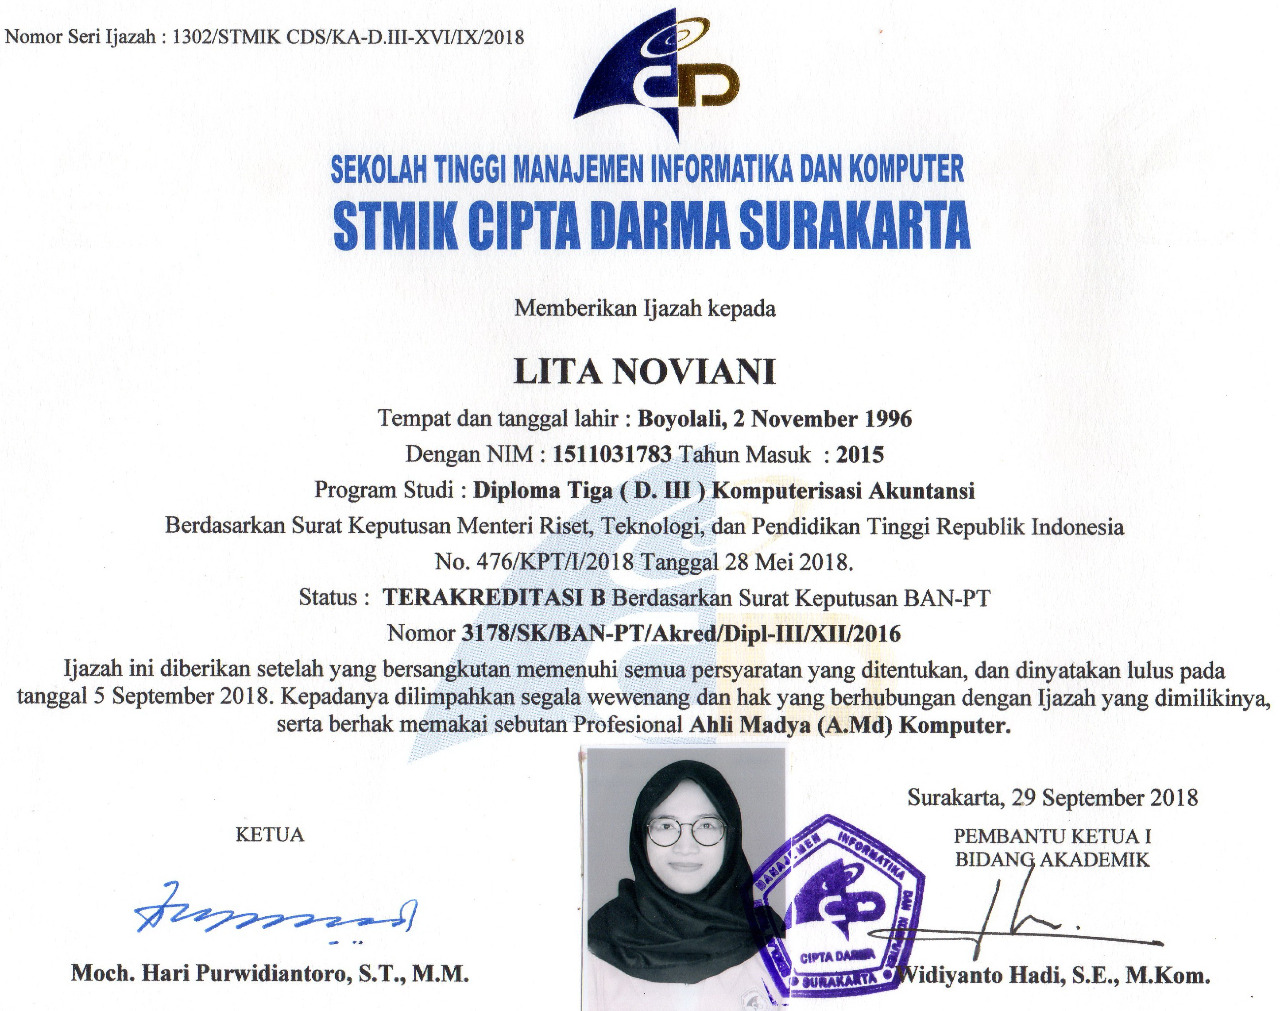 Nomor Seri Ijazah : 1302/STMIK CDS/KA-D.III-XVI/IX/2018
CD
SEKOLAH TINGGI MANAJEMEN INFORMATIKA DAN KOMPUTER
STMIK CIPTA DARMA SURAKARTA
Memberikan Ijazah kepada
LITA NOVIANI
Tempat dan tanggal lahir : Boyolali, 2 November 1996
Dengan NIM : 1511031783 Tahun Masuk : 2015
Program Studi : Diploma Tiga ( D. III ) Komputerisasi Akuntansi
Berdasarkan Surat Keputusan Menteri Riset, Teknologi, dan Pendidikan Tinggi Republik Indonesia
No. 476/KPT/I/2018 Tanggal 28 Mei 2018.
Status : TERAKREDITASI B Berdasarkan Surat Keputusan BAN-PT
Nomor 3178/SK/BAN-PT/Akred/Dipl-III/XII/2016
Ijazah ini diberikan setelah yang bersangkutan memenuhi semua persyaratan yang ditentukan, dan dinyatakan lulus pada
tanggal 5 September 2018. Kepadanya dilimpahkan segala wewenang dan hak yang berhubungan dengan Ijazah yang dimilikinya,
serta berhak memakai sebutan Profesional Ahli Madya (A.Md) Komputer.
Surakarta, 29 September 2018
KETUA
PEMBANTU KETUA I
BIDANG AKADEMIK
MANAJEMEN INFORMATIKA DAN KOMPUTER
CIPTA DARMA
SURAKARTA
Moch. Hari Purwidiantoro, S.T., M.M.
Widiyanto Hadi, S.E., M.Kom.